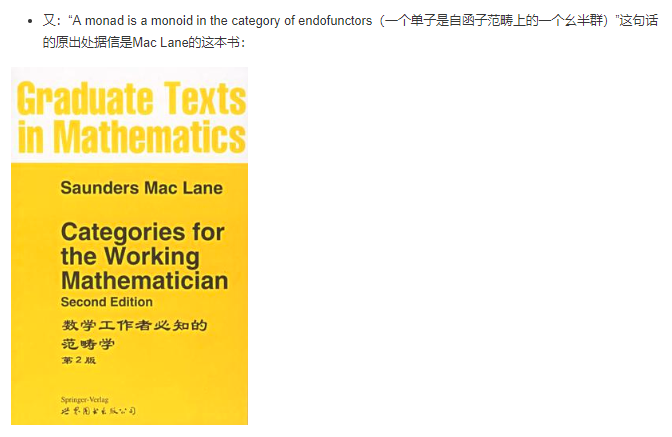 又：“A monad is a monoid in the category of endofunctors（一个单子是自函子范畴上的一个幺半群）”这句话
的原出处据信是Mac Lane的这本书：
Graduate Texts
in Mathematics
Saunders Mac Lane
Categories for
the Working
Mathematician
Second Edition
数学工作者必知的
范畴学
第2版
Springer-Verlag
世界图书出版公司